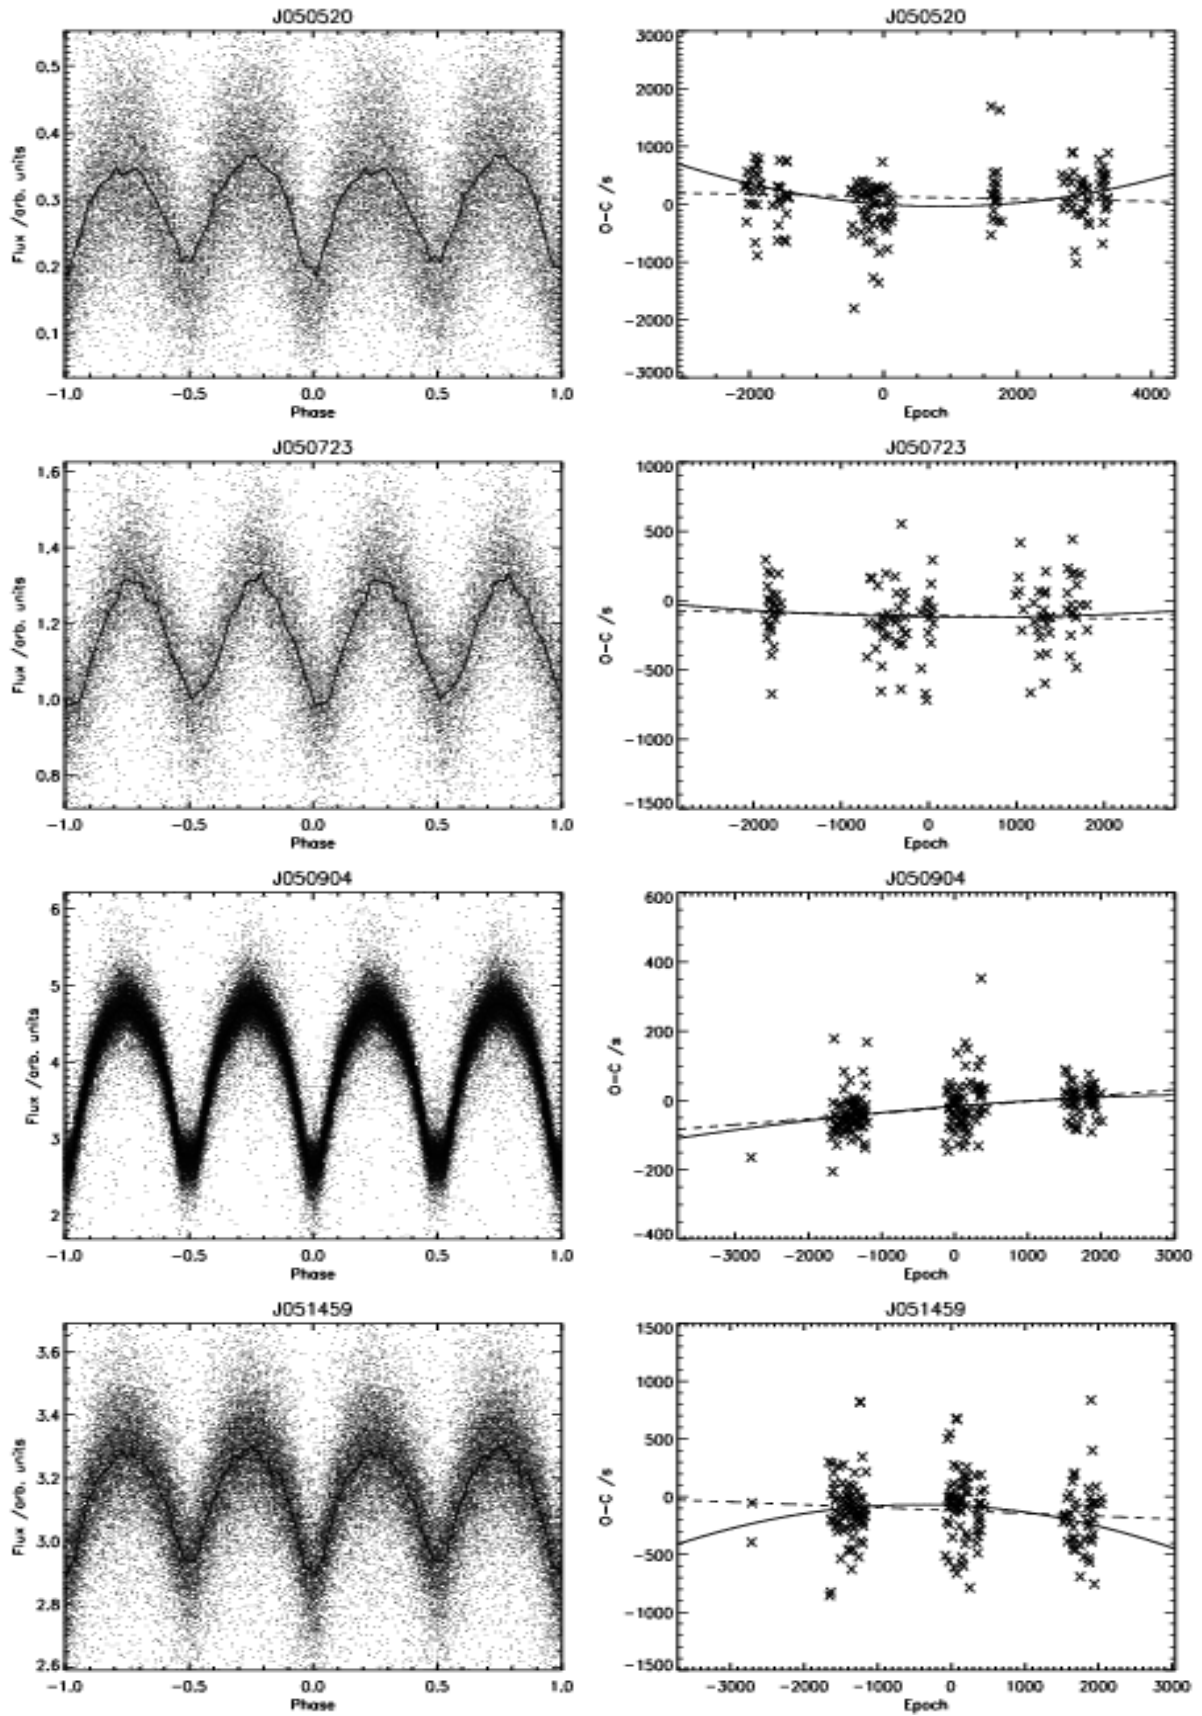 J050520
J050520
0.5
0.4
0.3
0.2
0.1
Flux /arb. units
-1.0 -0.5 0.0 0.5 1.0
Phase
3000
2000
1000
0
-1000
-2000
-3000
O-C /s
-2000 0 2000 4000
Epoch
J050723
J050723
1.6
1.4
1.2
1.0
0.8
Flux /arb. units
-1.0 -0.5 0.0 0.5 1.0
Phase
1000
500
0
-500
-1000
-1500
O-C /s
-2000 -1000 0 1000 2000
Epoch
J050904
J050904
6
5
4
3
2
Flux /arb. units
-1.0 -0.5 0.0 0.5 1.0
Phase
600
400
200
0
-200
-400
O-C /s
-3000 -2000 -1000 0 1000 2000 3000
Epoch
J051459
J051459
3.6
3.4
3.2
3.0
2.8
2.6
Flux /arb. units
-1.0 -0.5 0.0 0.5 1.0
Phase
1500
1000
500
0
-500
-1000
-1500
O-C /s
-3000 -2000 -1000 0 1000 2000 3000
Epoch